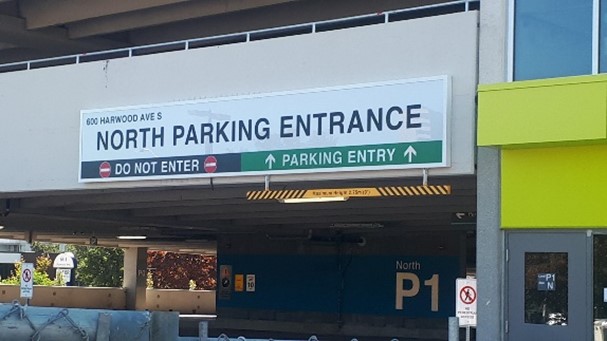 600 HARWOOD AVE S
NORTH PARKING ENTRANCE
DO NOT ENTER
PARKING ENTRY
North
P1
P1
N